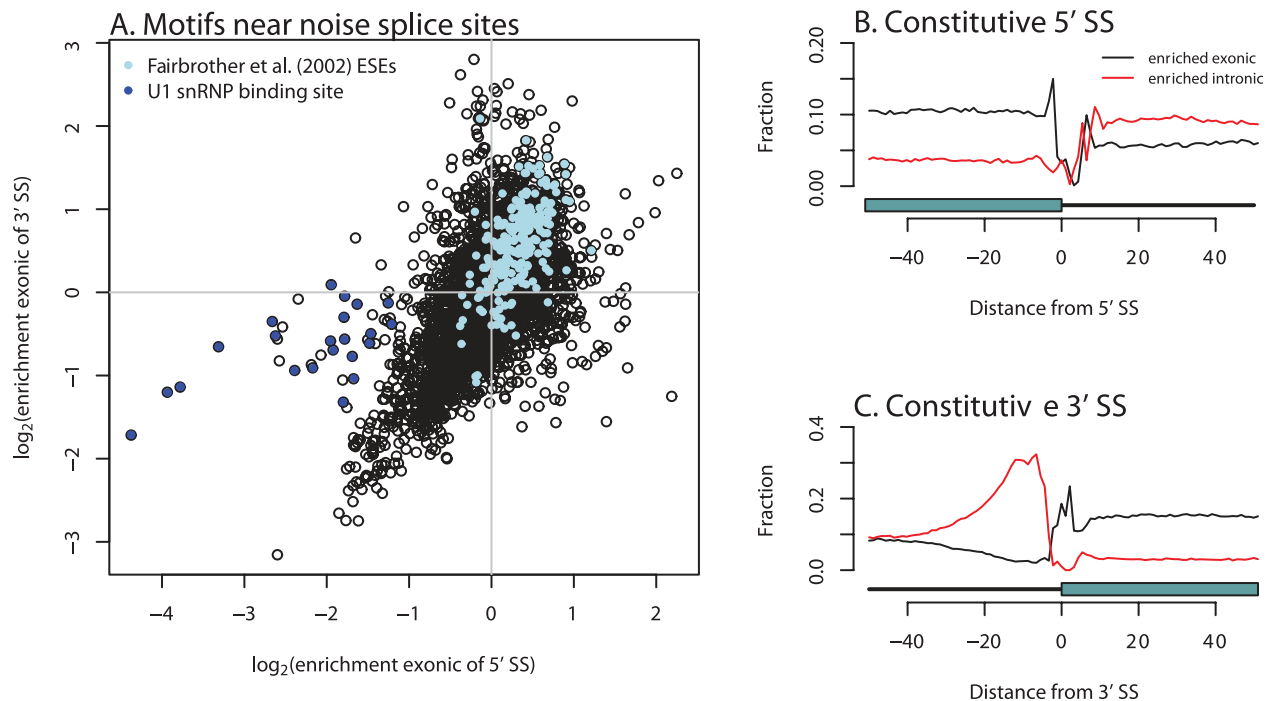 A. Motifs near noise splice sites
Fairbrother et al. (2002) ESEs
U1 snRNP binding site
3
2
1
0
−1
−2
−3
log2(enrichment exonic of 3′ SS)
−4 −3 −2 −1 0 1 2
log2(enrichment exonic of 5′ SS)
B. Constitutive 5′ SS
enriched exonic
enriched intronic
0.20
0.10
0.00
Fraction
−40 −20 0 20 40
Distance from 5′ SS
C. Constitutiv e 3′ SS
0.4
0.2
0.0
Fraction
−40 −20 0 20 40
Distance from 3′ SS